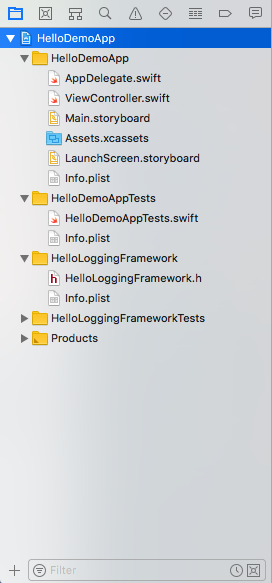 HelloDemoApp
HelloDemoApp
AppDelegate.swift
ViewController.swift
Main.storyboard
Assets.xcassets
LaunchScreen.storyboard
Info.plist
HelloDemoAppTests
HelloDemoAppTests.swift
Info.plist
HelloLoggingFramework
h HelloLoggingFramework.h
Info.plist
HelloLoggingFrameworkTests
Products
Filter